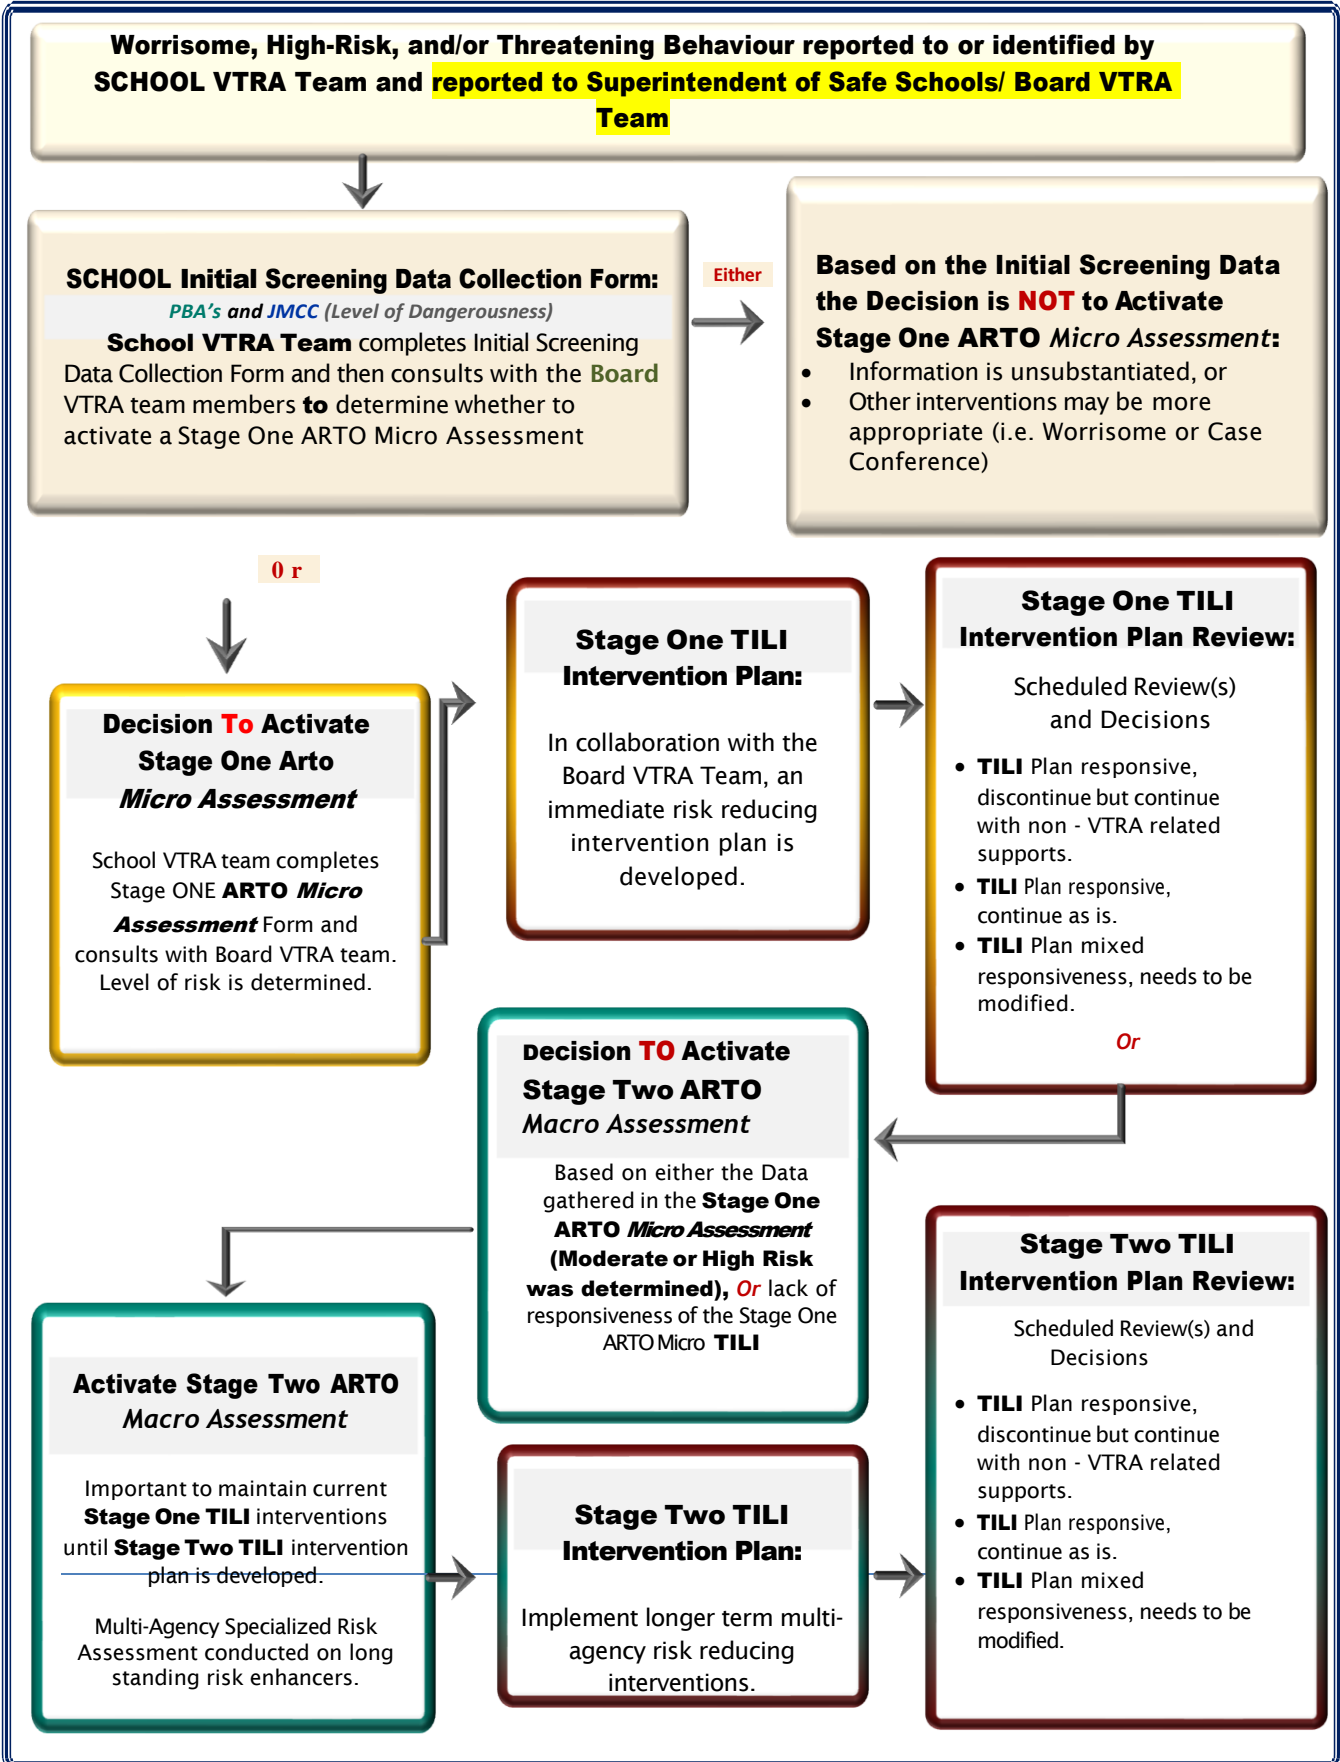 Worrisome, High-Risk, and/or Threatening Behaviour reported to or identified by
SCHOOL VTRA Team and reported to Superintendent of Safe Schools/ Board VTRA
Team
SCHOOL Initial Screening Data Collection Form:
PBA's and JMCC (Level of Dangerousness)
School VTRA Team completes Initial Screening
Data Collection Form and then consults with the Board
VTRA team members to determine whether to
activate a Stage One ARTO Micro Assessment
Either
Based on the Initial Screening Data
the Decision is NOT to Activate
Stage One ARTO Micro Assessment:
• Information is unsubstantiated, or
• Other interventions may be more
appropriate (i.e. Worrisome or Case
Conference)
0 r
Decision To Activate
Stage One Arto
Micro Assessment
School VTRA team completes
Stage ONE ARTO Micro
Assessment Form and
consults with Board VTRA team.
Level of risk is determined.
Stage One TILI
Intervention Plan:
In collaboration with the
Board VTRA Team, an
immediate risk reducing
intervention plan is
developed.
Stage One TILI
Intervention Plan Review:
Scheduled Review(s)
and Decisions
• TILI Plan responsive,
discontinue but continue
with non - VTRA related
supports.
• TILI Plan responsive,
continue as is.
• TILI Plan mixed
responsiveness, needs to be
modified.
Or
Decision TO Activate
Stage Two ARTO
Macro Assessment
Based on either the Data
gathered in the Stage One
ARTO Micro Assessment
(Moderate or High Risk
was determined), Or lack of
responsiveness of the Stage One
ARTO Micro TILI
Activate Stage Two ARTO
Macro Assessment
Important to maintain current
Stage One TILI interventions
until Stage Two TILI intervention
plan is developed.
Multi-Agency Specialized Risk
Assessment conducted on long
standing risk enhancers.
Stage Two TILI
Intervention Plan:
Implement longer term multi-
agency risk reducing
interventions.
Stage Two TILI
Intervention Plan Review:
Scheduled Review(s) and
Decisions
• TILI Plan responsive,
discontinue but continue
with non - VTRA related
supports.
• TILI Plan responsive,
continue as is.
• TILI Plan mixed
responsiveness, needs to be
modified.